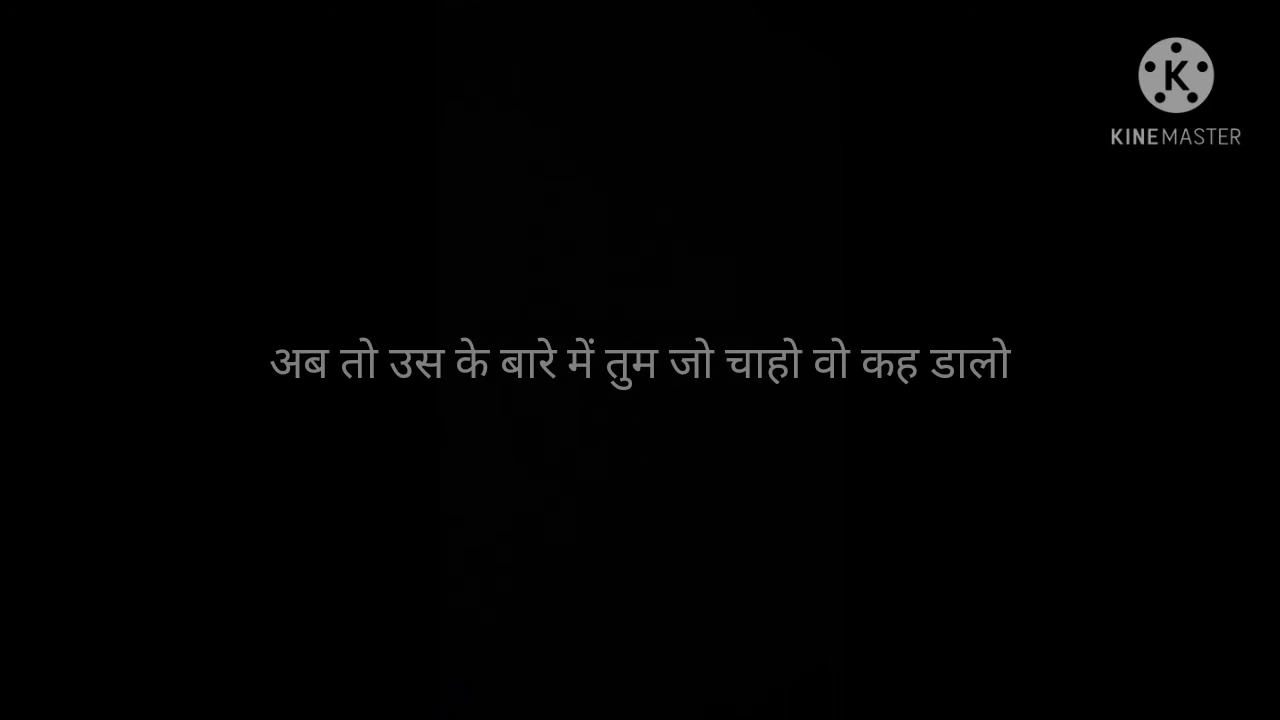 K
KINEMASTER
अब तो उस के बारे में तुम जो चाहो वो कह डालो